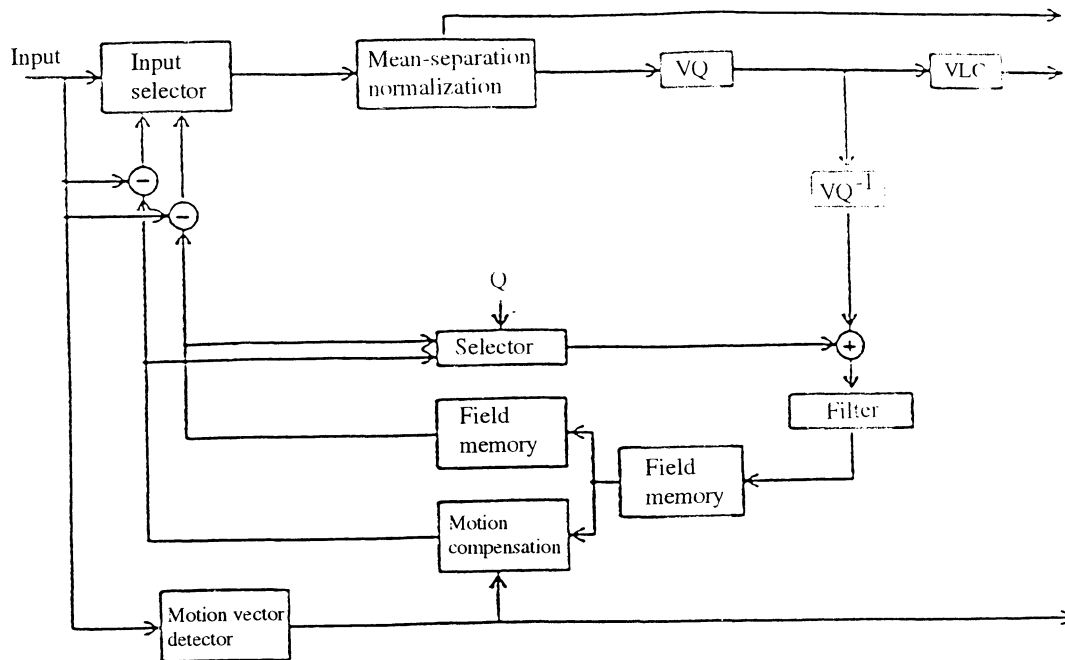 Input
Input
selector
Mean-separation
normalization
VQ
VLC
−
−
VQ⁻¹
Q
Selector
+
Filter
Field
memory
Field
memory
Motion
compensation
Motion vector
detector